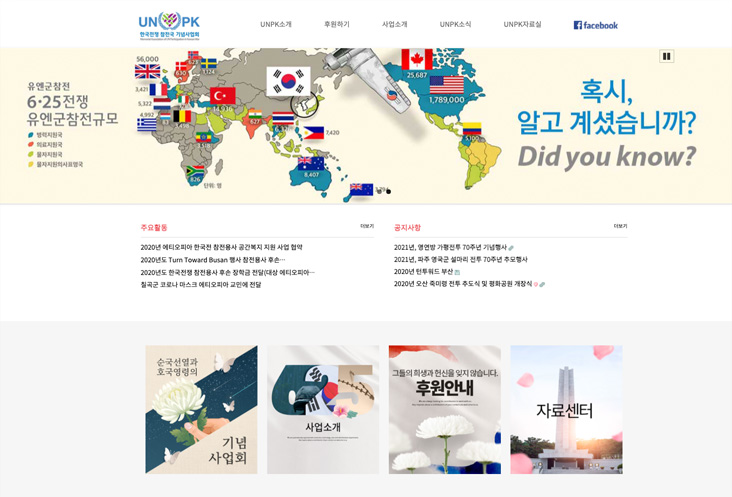 UN PK
한국전쟁 참전국 기념사업회
UNPK소개
후원하기
사업소개
UNPK소식
UNPK자료실
facebook
유엔군참전
6·25전쟁
유엔군참전규모
병력지원국
의료지원국
물자지원국
물자지원의사표명국
56,000
630
124
3,421
5,322
4,992
14,936
627
826
7,420
8,407
단위: 명
25,687
1,789,000
5,100
혹시,
알고 계셨습니까?
Did you know?
주요활동
더보기
2020년 에티오피아 한국전 참전용사 공간복지 지원 사업 협약
2020년도 Turn Toward Busan 행사 참전용사 후손…
2020년도 한국전쟁 참전용사 후손 장학금 전달(대상 에티오피아…
칠곡군 코로나 마스크 에티오피아 교민에 전달
공지사항
더보기
2021년, 영연방 가평전투 70주년 기념행사
2021년, 파주 영국군 설마리 전투 70주년 추모행사
2020년 턴투워드 부산
2020년 오산 죽미령 전투 추도식 및 평화공원 개장식
순국선열과
호국영령의
기념
사업회
사업소개
그들의 희생과 헌신을 잊지 않습니다.
후원안내
자료센터